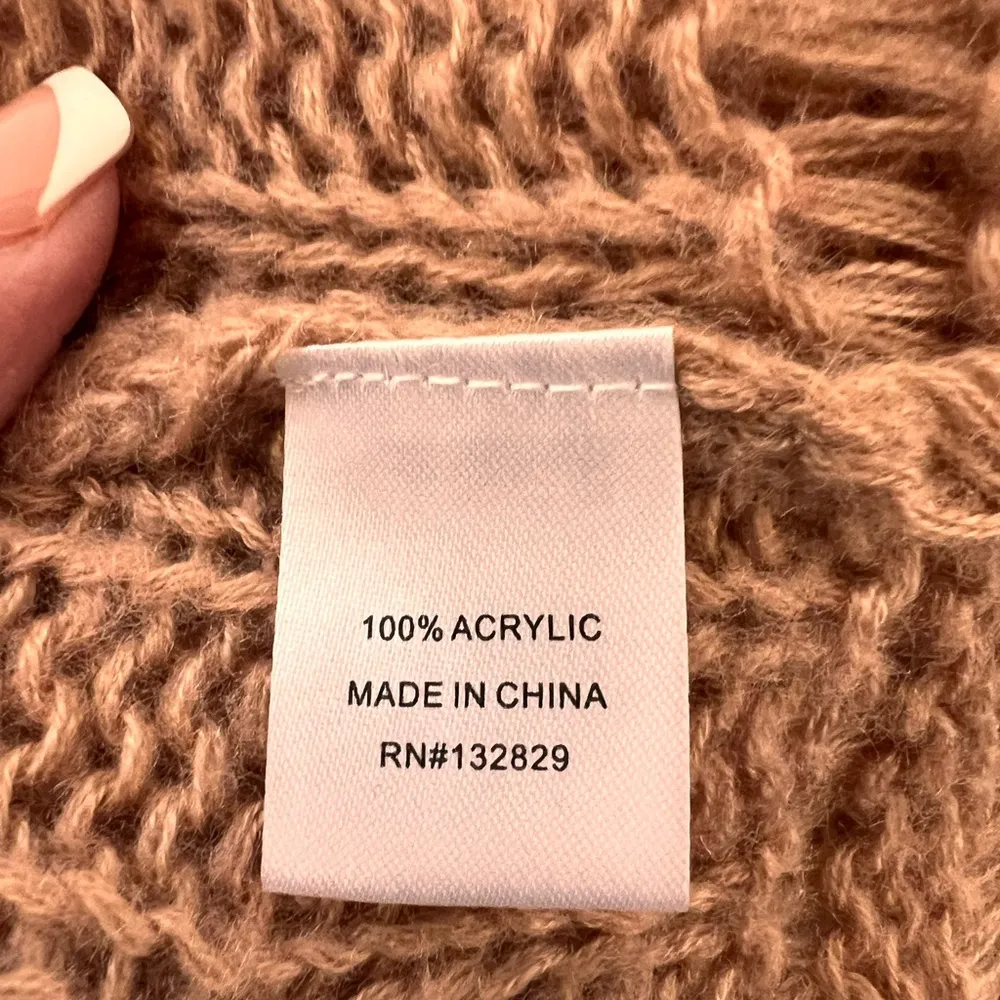 100% ACRYLIC
MADE IN CHINA
RN#132829